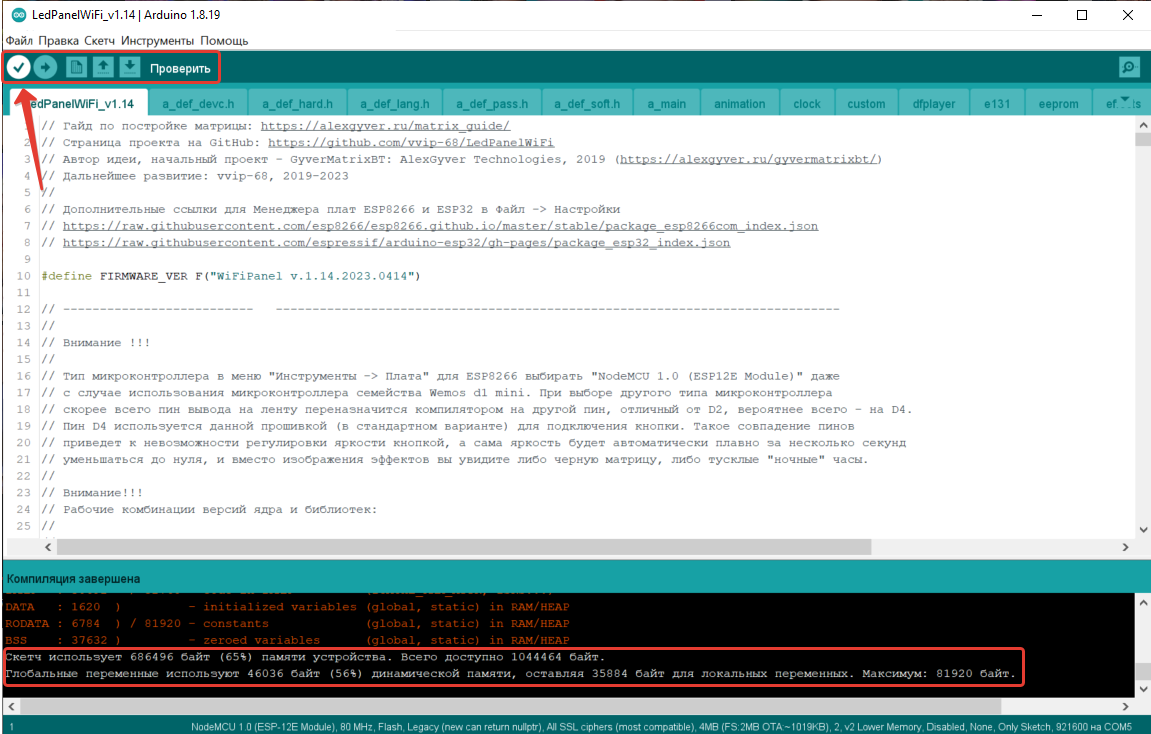 LedPanelWiFi_v1.14 | Arduino 1.8.19
Файл Правка Скетч Инструменты Помощь
Проверить
LedPanelWiFi_v1.14 a_def_devc.h a_def_hard.h a_def_lang.h a_def_pass.h a_def_soft.h a_main animation clock custom dfplayer e131 eeprom
1 // Гайд по постройке матрицы: https://alexgyver.ru/matrix_guide/
2 // Страница проекта на GitHub: https://github.com/vvip-68/LedPanelWiFi
3 // Автор идеи, начальный проект - GyverMatrixBT: AlexGyver Technologies, 2019 (https://alexgyver.ru/gyvermatrixbt/)
4 // Дальнейшее развитие: vvip-68, 2019-2023
5 //
6 // Дополнительные ссылки для Менеджера плат ESP8266 и ESP32 в Файл -> Настройки
7 // https://raw.githubusercontent.com/esp8266/esp8266.github.io/master/stable/package_esp8266com_index.json
8 // https://raw.githubusercontent.com/espressif/arduino-esp32/gh-pages/package_esp32_index.json
9
10 #define FIRMWARE_VER F("WiFiPanel v.1.14.2023.0414")
11
12 // -------------------------- -----------------------------------------------------------------------------
13 //
14 // Внимание !!!
15 //
16 // Тип микроконтроллера в меню "Инструменты -> Плата" для ESP8266 выбирать "NodeMCU 1.0 (ESP12E Module)" даже
17 // с случае использования микроконтроллера семейства Wemos d1 mini. При выборе другого типа микроконтроллера
18 // скорее всего пин вывода на ленту переназначится компилятором на другой пин, отличный от D2, вероятнее всего - на D4.
19 // Пин D4 используется данной прошивкой (в стандартном варианте) для подключения кнопки. Такое совпадение пинов
20 // приведет к невозможности регулировки яркости кнопкой, а сама яркость будет автоматически плавно за несколько секунд
21 // уменьшаться до нуля, и вместо изображения эффектов вы увидите либо черную матрицу, либо тусклые "ночные" часы.
22 //
23 // Внимание!!!
24 // Рабочие комбинации версий ядра и библиотек:
25 //
Компиляция завершена
DATA : 1620 ) - initialized variables (global, static) in RAM/HEAP
RODATA : 6784 ) / 81920 - constants (global, static) in RAM/HEAP
BSS : 37632 ) - zeroed variables (global, static) in RAM/HEAP
Скетч использует 686496 байт (65%) памяти устройства. Всего доступно 1044464 байт.
Глобальные переменные используют 46036 байт (56%) динамической памяти, оставляя 35884 байт для локальных переменных. Максимум: 81920 байт.
1 NodeMCU 1.0 (ESP-12E Module), 80 MHz, Flash, Legacy (new can return nullptr), All SSL ciphers (most compatible), 4MB (FS:2MB OTA:~1019KB), 2, v2 Lower Memory, Disabled, None, Only Sketch, 921600 на COM5